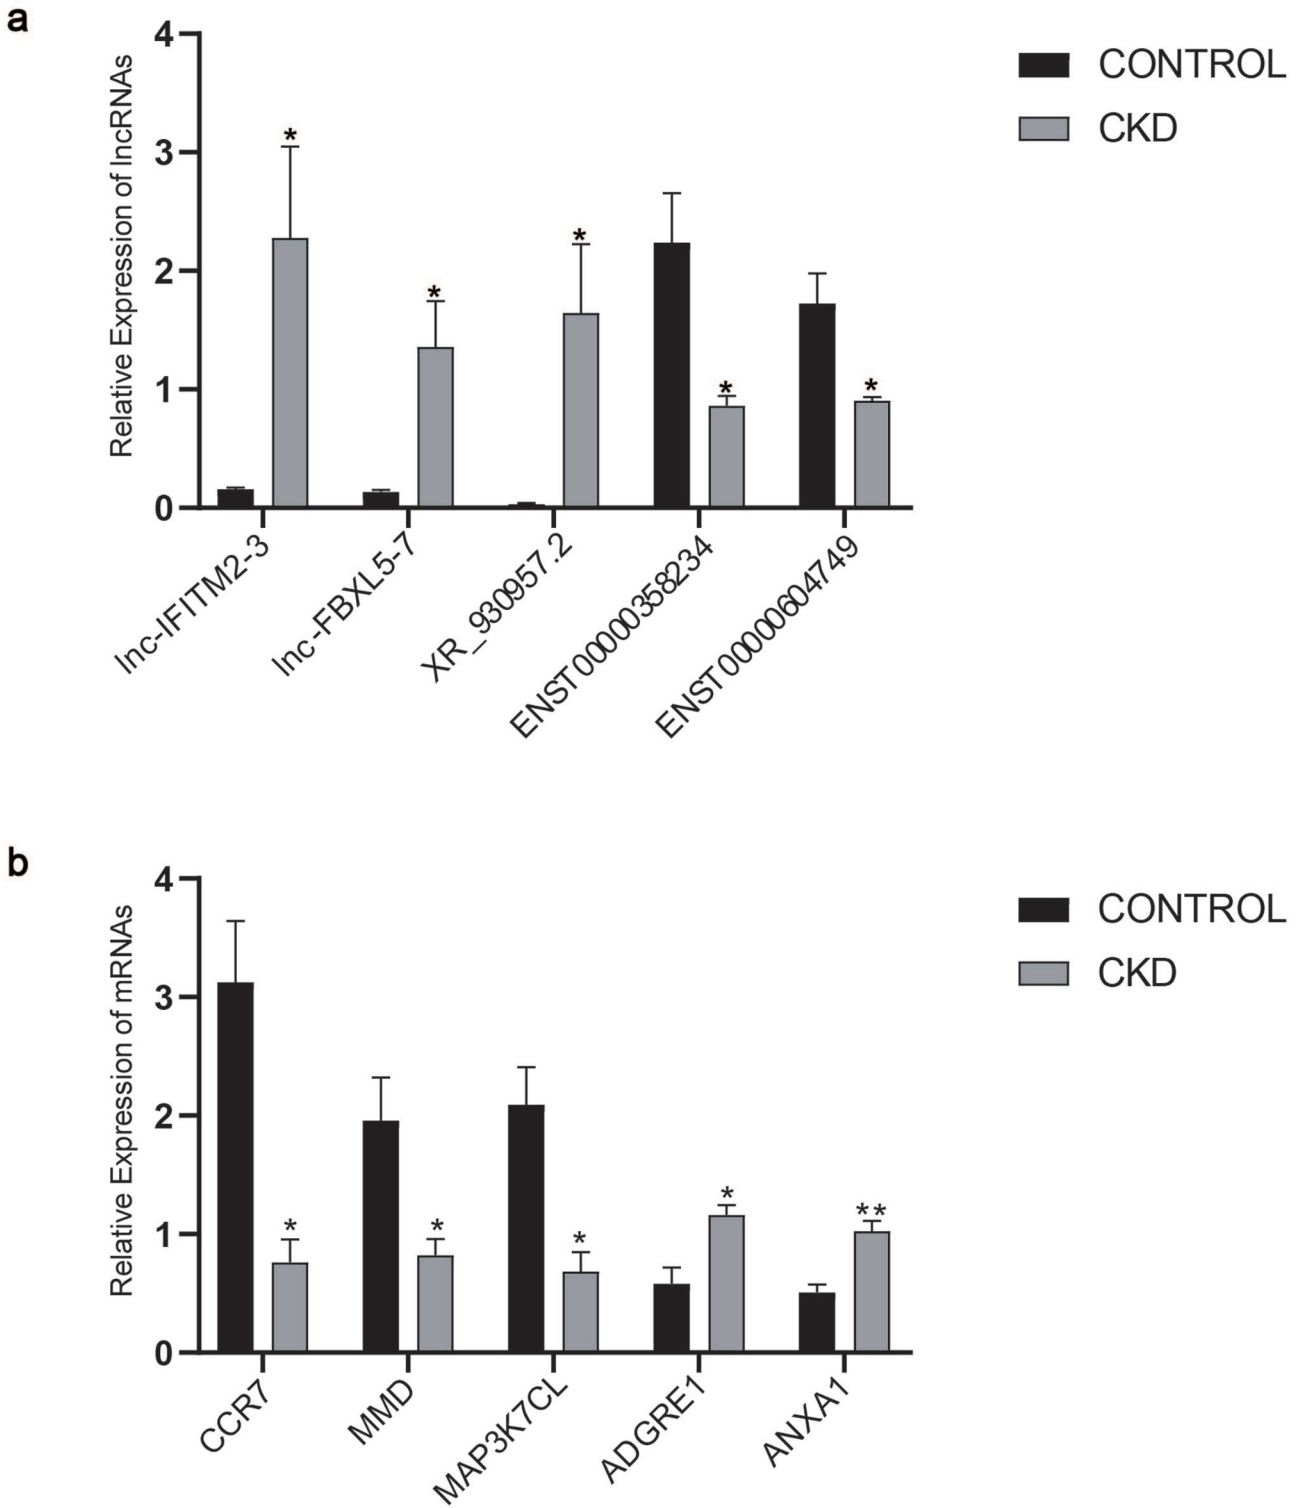 a
Relative Expression of lncRNAs
4
3
2
1
0
*
*
*
*
*
lnc-IFITM2-3
lnc-FBXL5-7
XR_930957.2
ENST00000358234
ENST00000604749
CONTROL
CKD
b
Relative Expression of mRNAs
4
3
2
1
0
*
*
*
*
**
CCR7
MMD
MAP3K7CL
ADGRE1
ANXA1
CONTROL
CKD